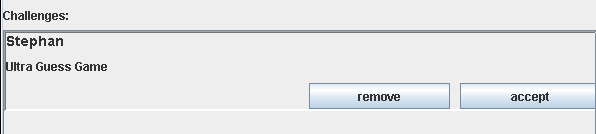 Challenges:
Stephan
Ultra Guess Game
remove accept